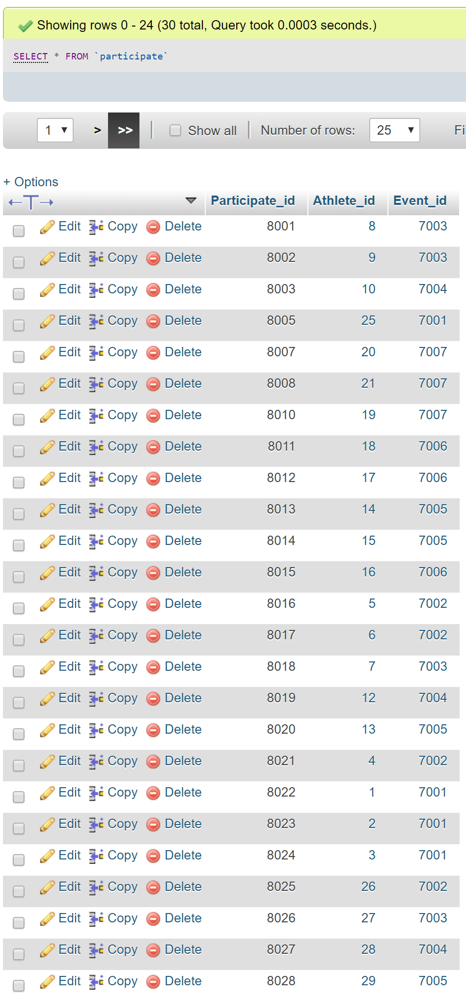 Showing rows 0 - 24 (30 total, Query took 0.0003 seconds.)
SELECT * FROM `participate`
1 > >> Show all Number of rows: 25 Fi
+ Options
Participate_id Athlete_id Event_id
Edit Copy Delete 8001 8 7003
Edit Copy Delete 8002 9 7003
Edit Copy Delete 8003 10 7004
Edit Copy Delete 8005 25 7001
Edit Copy Delete 8007 20 7007
Edit Copy Delete 8008 21 7007
Edit Copy Delete 8010 19 7007
Edit Copy Delete 8011 18 7006
Edit Copy Delete 8012 17 7006
Edit Copy Delete 8013 14 7005
Edit Copy Delete 8014 15 7005
Edit Copy Delete 8015 16 7006
Edit Copy Delete 8016 5 7002
Edit Copy Delete 8017 6 7002
Edit Copy Delete 8018 7 7003
Edit Copy Delete 8019 12 7004
Edit Copy Delete 8020 13 7005
Edit Copy Delete 8021 4 7002
Edit Copy Delete 8022 1 7001
Edit Copy Delete 8023 2 7001
Edit Copy Delete 8024 3 7001
Edit Copy Delete 8025 26 7002
Edit Copy Delete 8026 27 7003
Edit Copy Delete 8027 28 7004
Edit Copy Delete 8028 29 7005